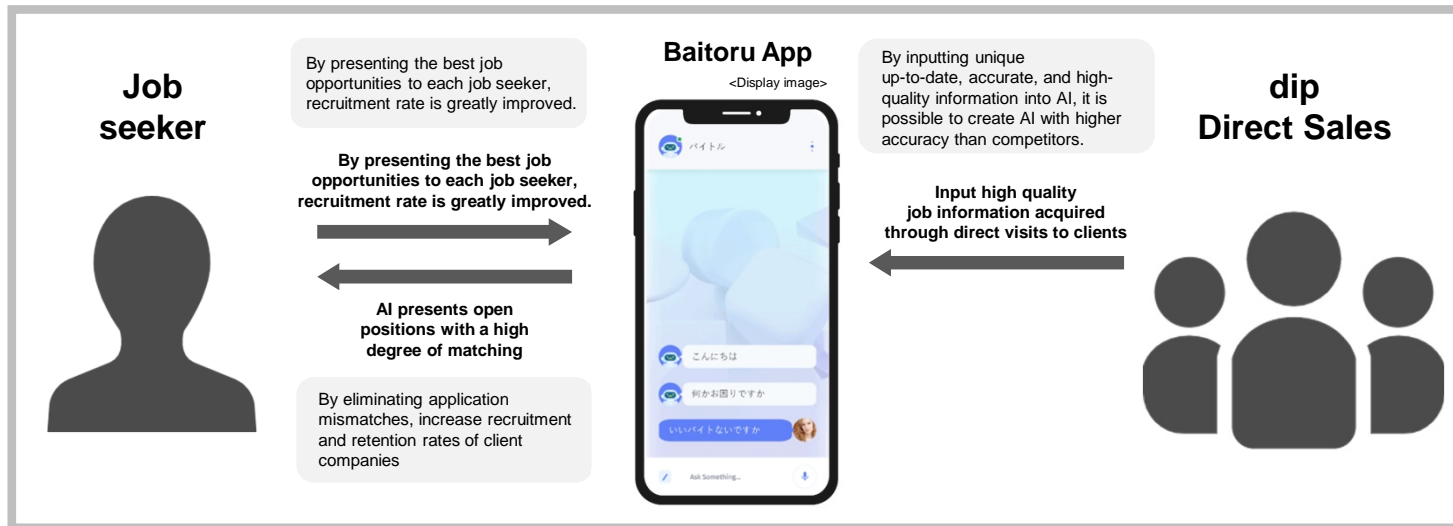 Job
seeker
By presenting the best job
opportunities to each job seeker,
recruitment rate is greatly improved.
By presenting the best job
opportunities to each job seeker,
recruitment rate is greatly improved.
AI presents open
positions with a high
degree of matching
By eliminating application
mismatches, increase recruitment
and retention rates of client
companies
Baitoru App
<Display image>
バイトル
こんにちは
何かお困りですか
いいバイトないですか
Ask Something...
By inputting unique
up-to-date, accurate, and high-
quality information into AI, it is
possible to create AI with higher
accuracy than competitors.
Input high quality
job information acquired
through direct visits to clients
dip
Direct Sales